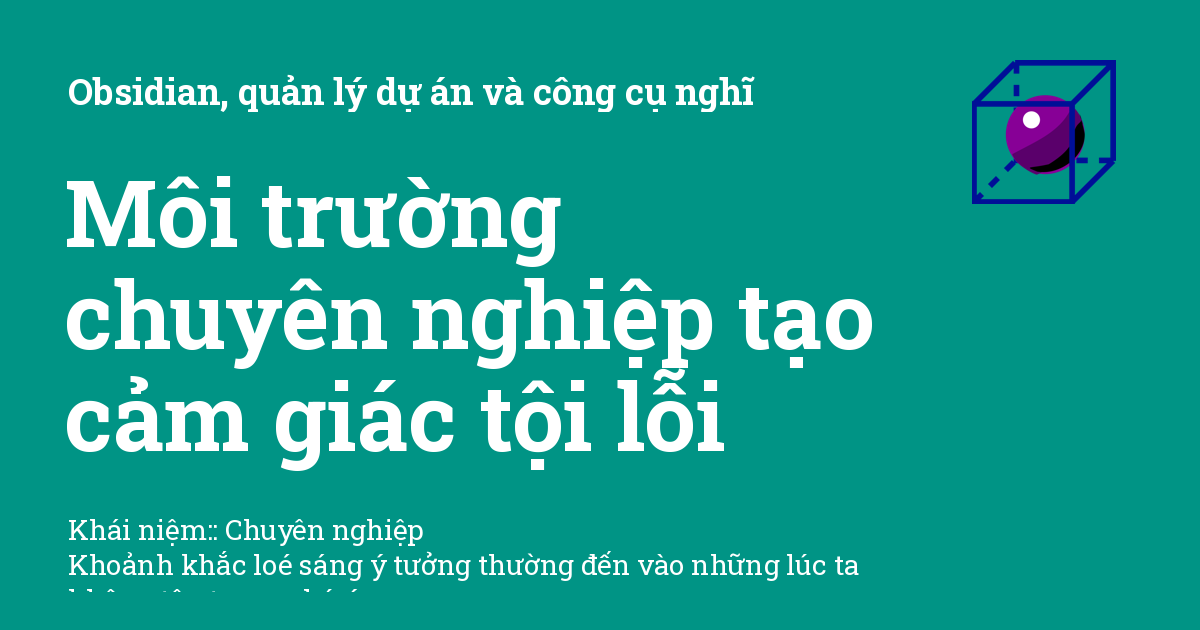 Obsidian, quản lý dự án và công cụ nghĩ
Môi trường
chuyên nghiệp tạo
cảm giác tội lỗi
Khái niệm:: Chuyên nghiệp
Khoảnh khắc loé sáng ý tưởng thường đến vào những lúc ta